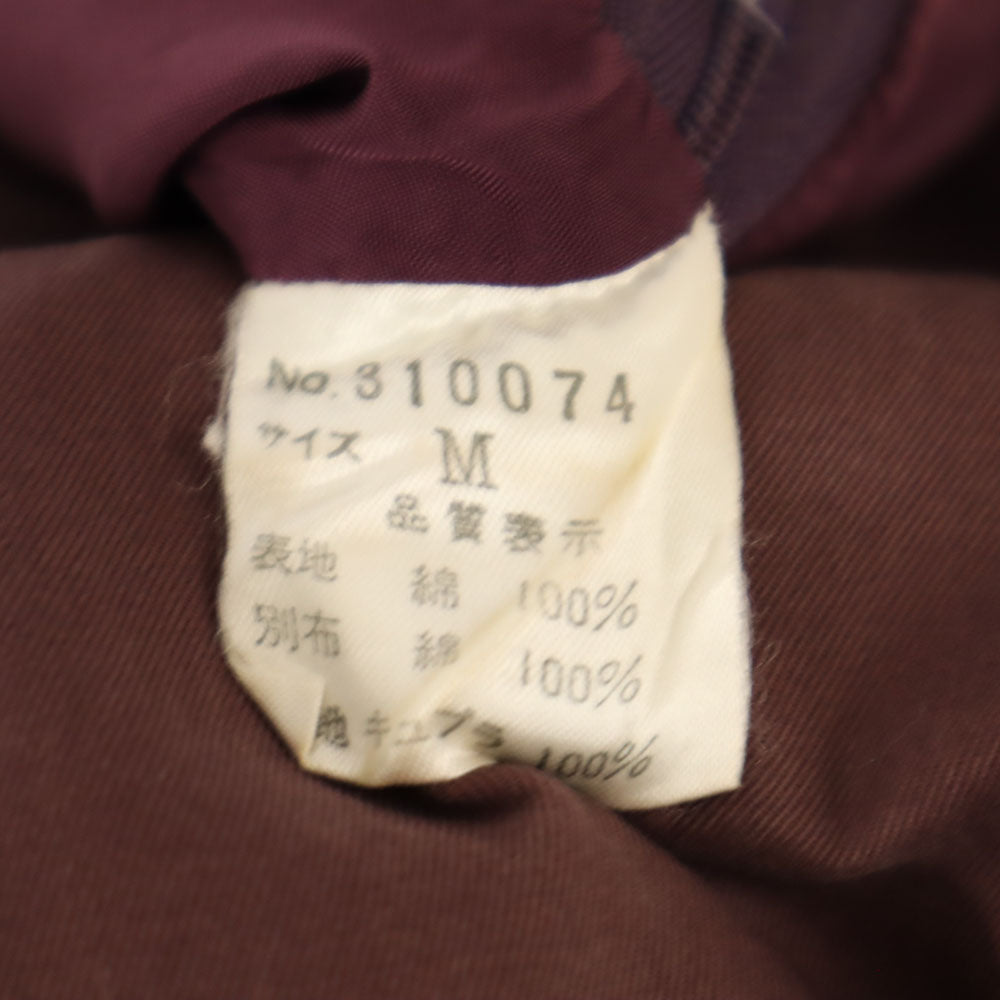 No. 310074
サイズ M
品質表示
表地 綿 100%
別布 綿 100%
地 キュプラ 100%